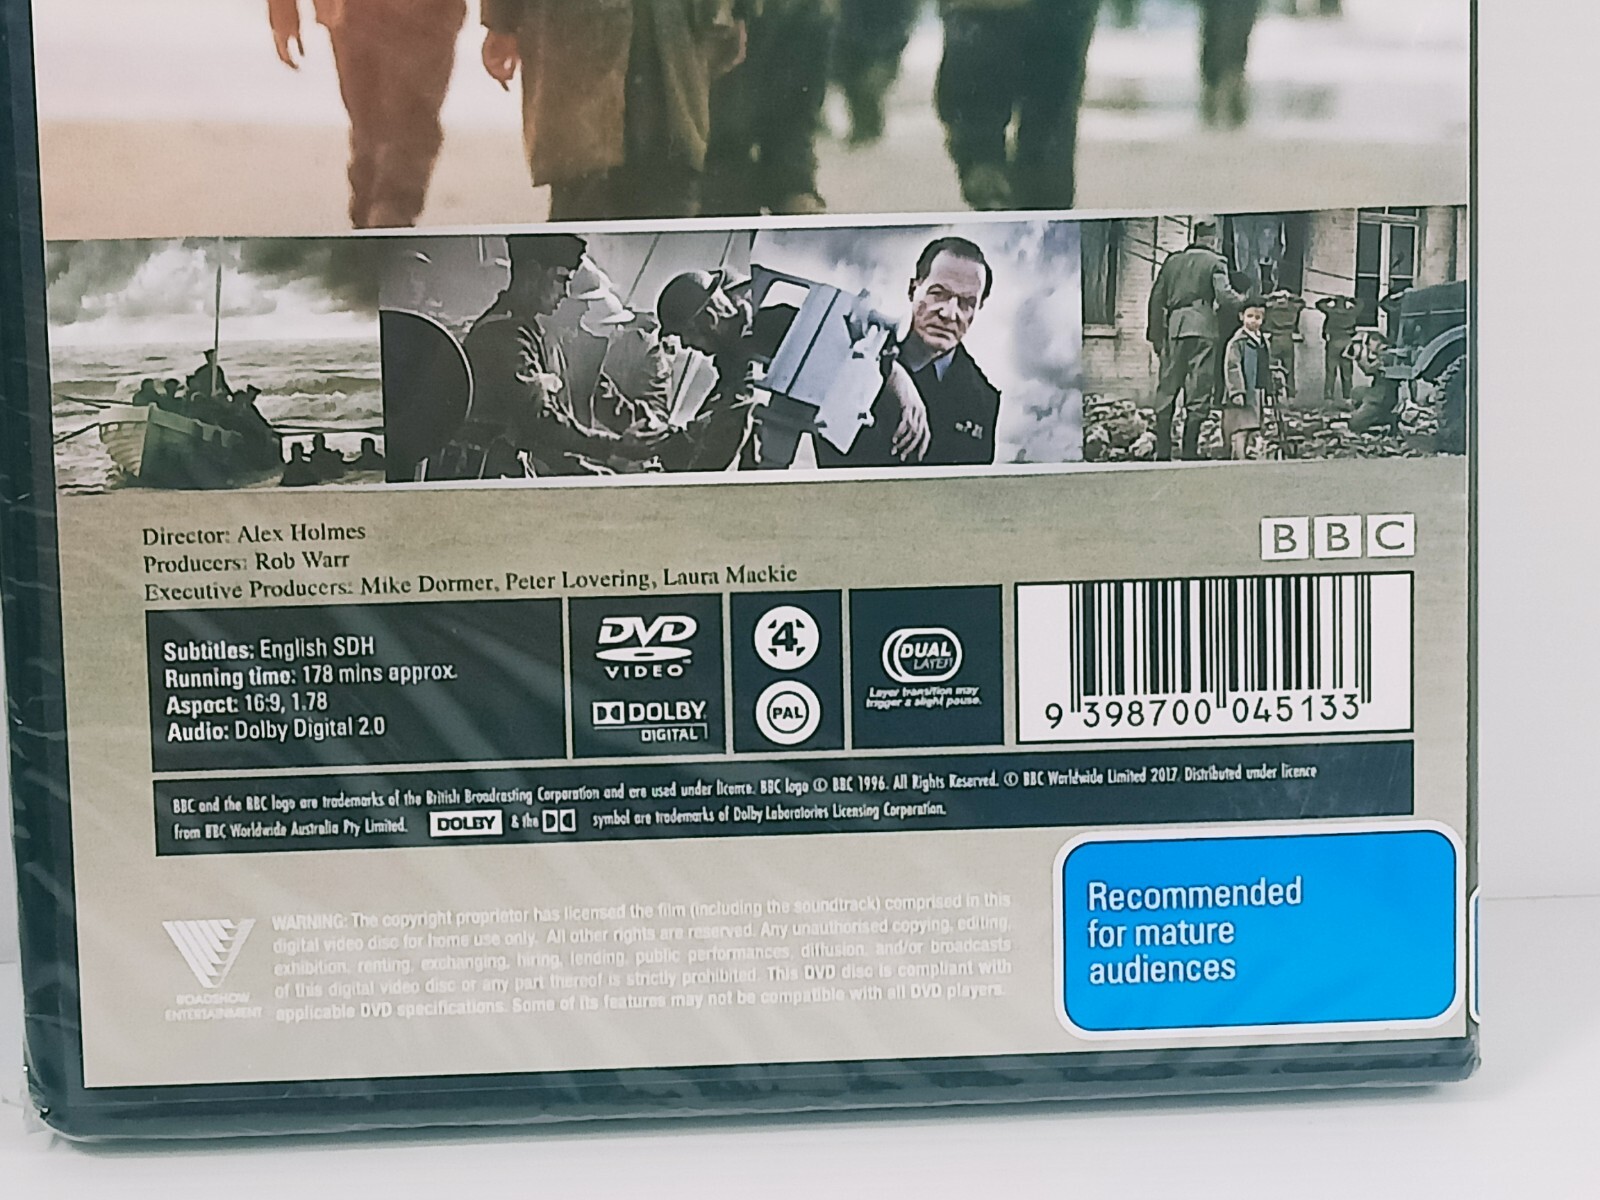 Director: Alex Holmes
Producers: Rob Warr
Executive Producers: Mike Dormer, Peter Lovering, Laura Mackie
BBC
Subtitles: English SDH
Running time: 178 mins approx.
Aspect: 16:9, 1.78
Audio: Dolby Digital 2.0
DVD
VIDEO™
DOLBY
DIGITAL
4
PAL
DUAL
LAYER
Layer transition may
trigger a slight pause.
9 398700 045133
BBC and the BBC logo are trademarks of the British Broadcasting Corporation and are used under licence. BBC logo © BBC 1996. All Rights Reserved. © BBC Worldwide Limited 2017. Distributed under licence
from BBC Worldwide Australia Pty Limited. DOLBY & the symbol are trademarks of Dolby Laboratories Licensing Corporation.
ROADSHOW
ENTERTAINMENT
WARNING: The copyright proprietor has licensed the film (including the soundtrack) comprised in this
digital video disc for home use only. All other rights are reserved. Any unauthorised copying, editing,
exhibition, renting, exchanging, hiring, lending, public performances, diffusion, and/or broadcasts
of this digital video disc or any part thereof is strictly prohibited. This DVD disc is compliant with
applicable DVD specifications. Some of its features may not be compatible with all DVD players.
Recommended
for mature
audiences